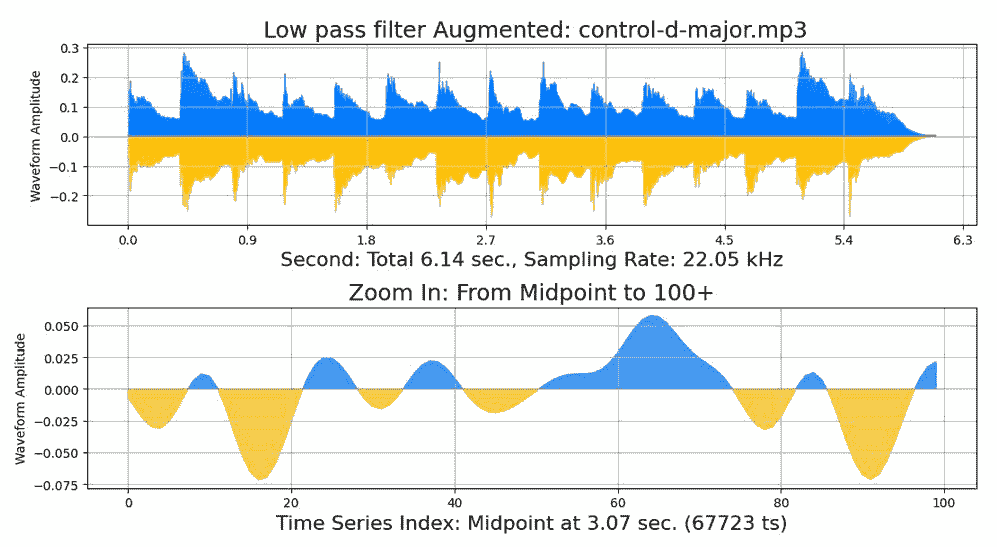 Low pass filter Augmented: control-d-major.mp3
Waveform Amplitude
0.3
0.2
0.1
0.0
−0.1
−0.2
0.0 0.9 1.8 2.7 3.6 4.5 5.4 6.3
Second: Total 6.14 sec., Sampling Rate: 22.05 kHz
Zoom In: From Midpoint to 100+
Waveform Amplitude
0.050
0.025
0.000
−0.025
−0.050
−0.075
0 20 40 60 80 100
Time Series Index: Midpoint at 3.07 sec. (67723 ts)